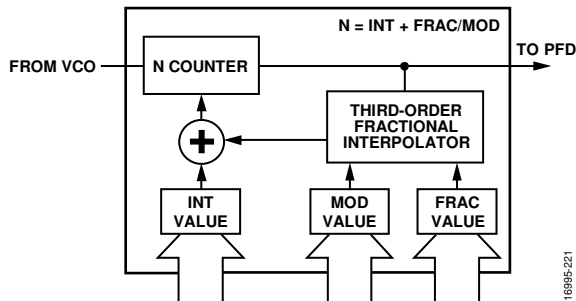 N = INT + FRAC/MOD
FROM VCO
N COUNTER
TO PFD
THIRD-ORDER
FRACTIONAL
INTERPOLATOR
+
INT
VALUE
MOD
VALUE
FRAC
VALUE
16995-221